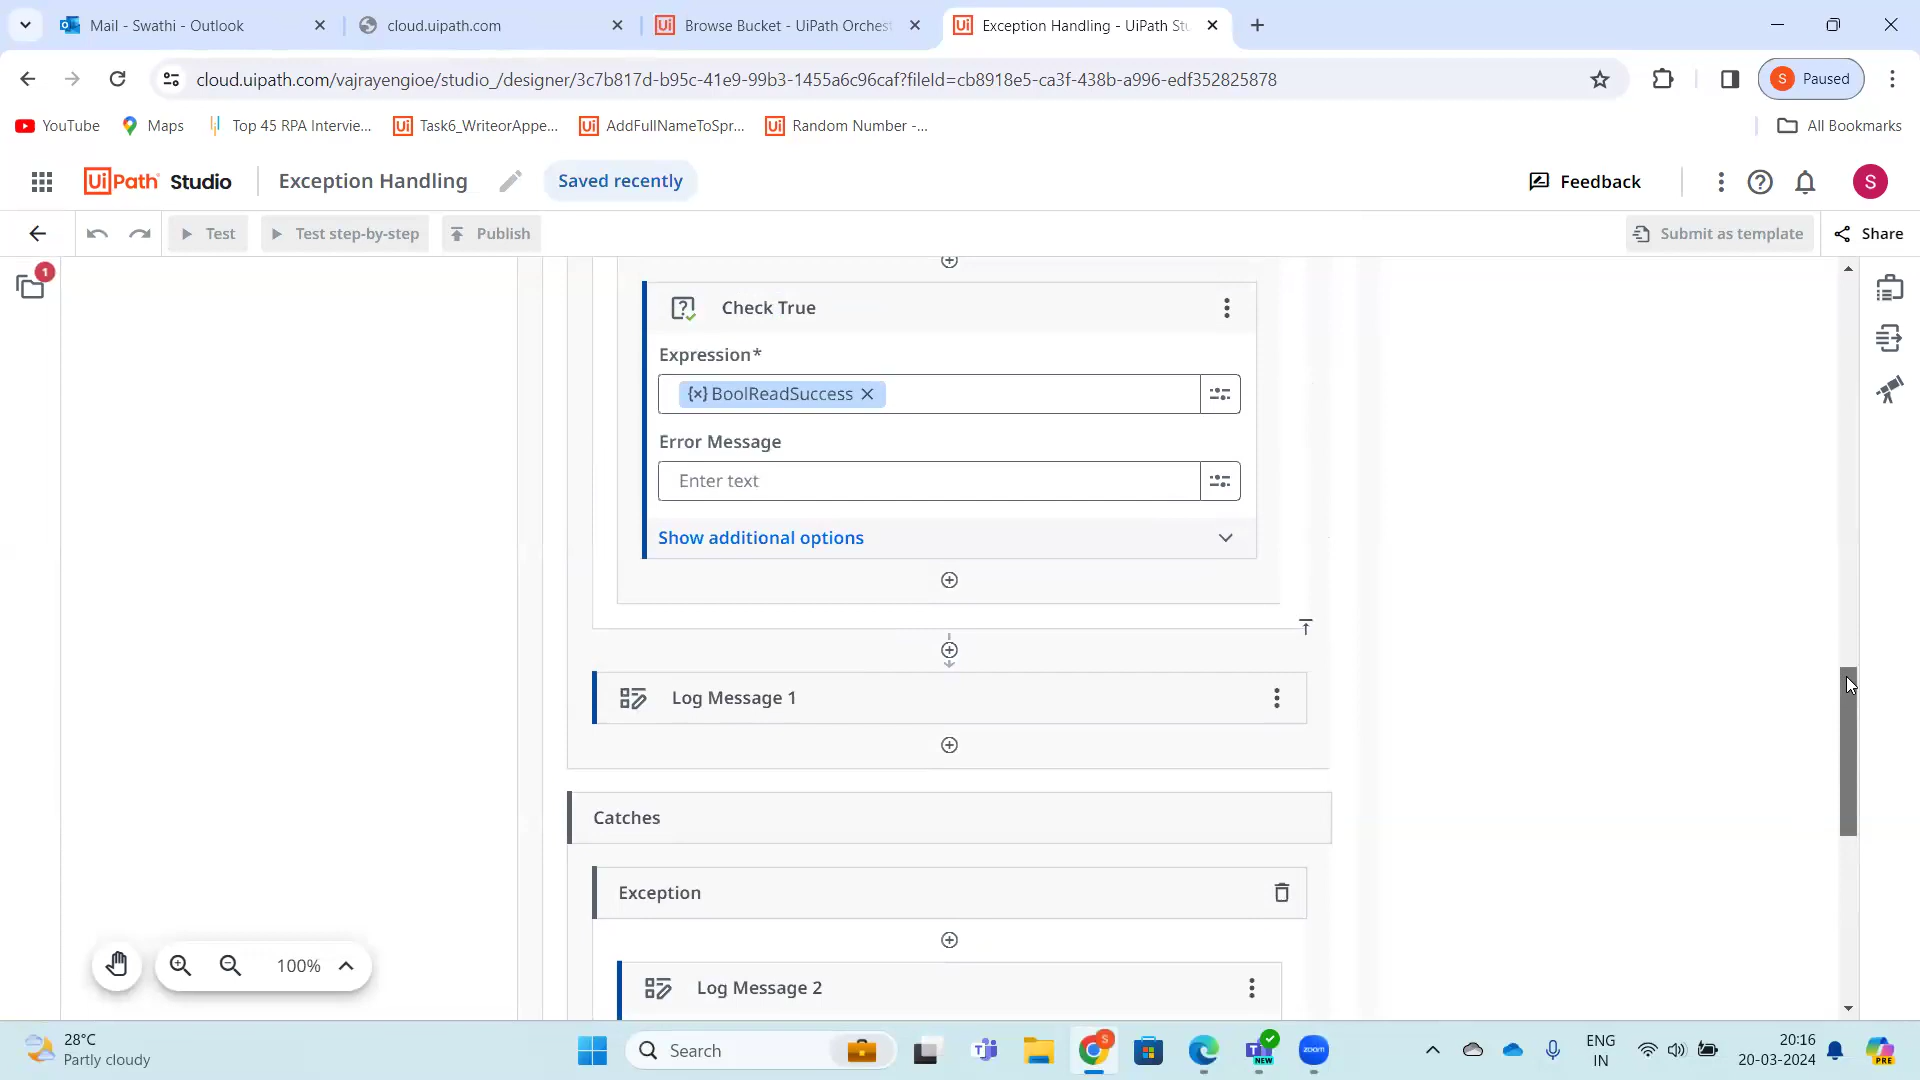 Mail - Swathi - Outlook
cloud.uipath.com
Browse Bucket - UiPath Orchest
Exception Handling - UiPath Stu
cloud.uipath.com/vajrayengioe/studio_/designer/3c7b817d-b95c-41e9-99b3-1455a6c96caf?fileId=cb8918e5-ca3f-438b-a996-edf352825878
S
Paused
YouTube
Maps
Top 45 RPA Intervie...
Task6_WriteorAppe...
AddFullNameToSpr...
Random Number -...
All Bookmarks
UiPath Studio
Exception Handling
Saved recently
Feedback
S
Test
Test step-by-step
Publish
Submit as template
Share
1
Check True
Expression*
{x} BoolReadSuccess
Error Message
Enter text
Show additional options
Log Message 1
Catches
Exception
Log Message 2
100%
28°C
Partly cloudy
Search
S
NEW
zoom
ENG
IN
20:16
20-03-2024
PRE